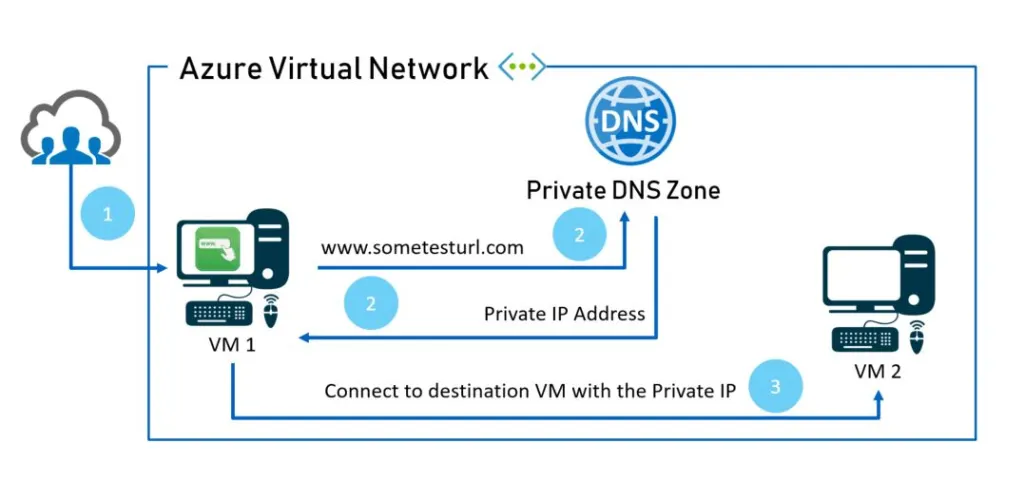 Azure Virtual Network
DNS
Private DNS Zone
1
2
www.sometesturl.com
2
Private IP Address
VM 1
VM 2
Connect to destination VM with the Private IP
3